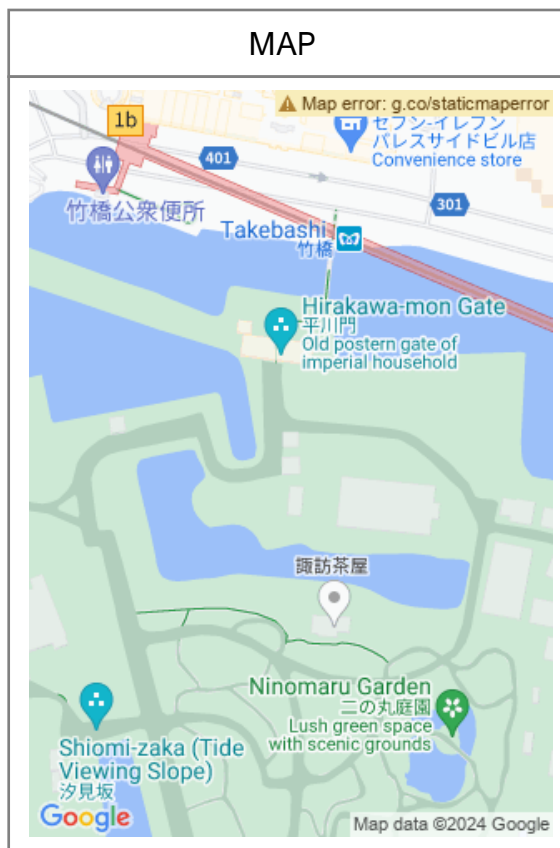 MAP
Map error: g.co/staticmaperror
1b
セブン-イレブン
パレスサイドビル店
Convenience store
401
竹橋公衆便所
301
Takebashi
竹橋
Hirakawa-mon Gate
平川門
Old postern gate of
imperial household
諏訪茶屋
Ninomaru Garden
二の丸庭園
Lush green space
with scenic grounds
Shiomi-zaka (Tide
Viewing Slope)
汐見坂
Google
Map data ©2024 Google